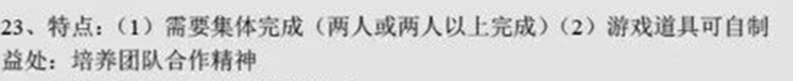 23、特点：（1）需要集体完成（两人或两人以上完成）（2）游戏道具可自制
益处：培养团队合作精神